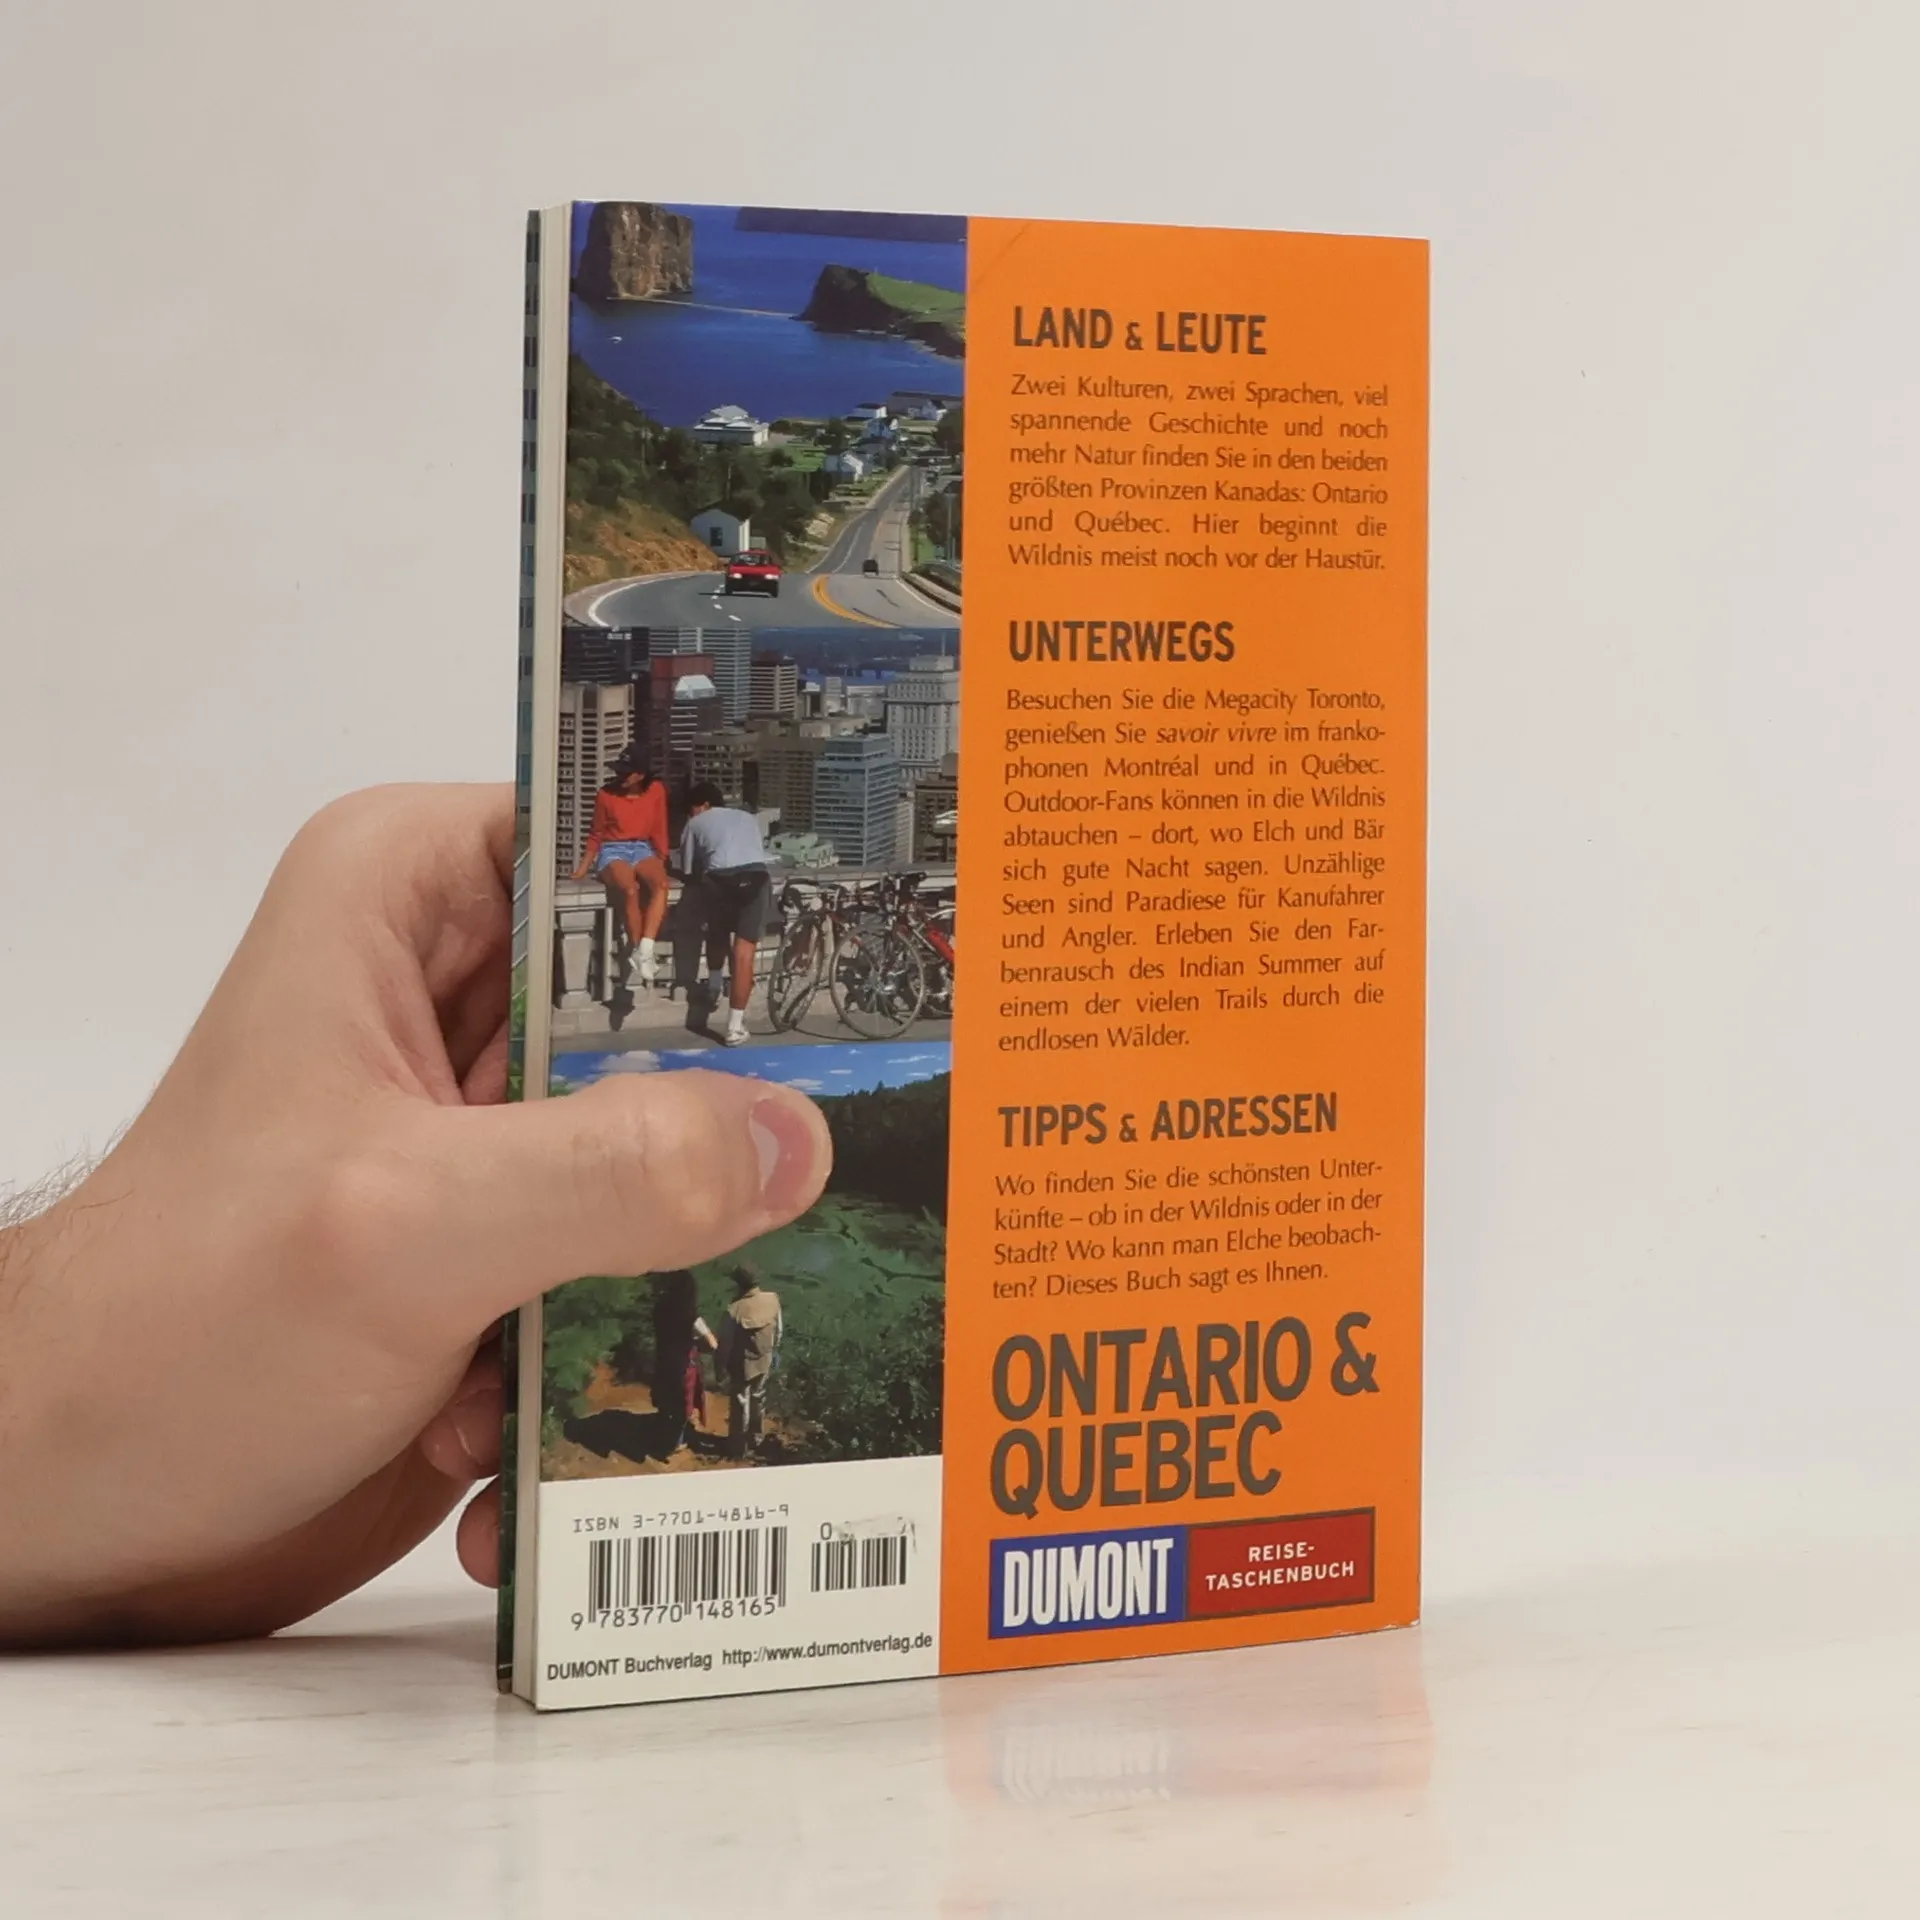 LAND & LEUTE
Zwei Kulturen, zwei Sprachen, viel
spannende Geschichte und noch
mehr Natur finden Sie in den beiden
größten Provinzen Kanadas: Ontario
und Québec. Hier beginnt die
Wildnis meist noch vor der Haustür.
UNTERWEGS
Besuchen Sie die Megacity Toronto,
genießen Sie savoir vivre im franko-
phonen Montréal und in Québec.
Outdoor-Fans können in die Wildnis
abtauchen – dort, wo Elch und Bär
sich gute Nacht sagen. Unzählige
Seen sind Paradiese für Kanufahrer
und Angler. Erleben Sie den Far-
benrausch des Indian Summer auf
einem der vielen Trails durch die
endlosen Wälder.
TIPPS & ADRESSEN
Wo finden Sie die schönsten Unter-
künfte – ob in der Wildnis oder in der
Stadt? Wo kann man Elche beobach-
ten? Dieses Buch sagt es Ihnen.
ONTARIO &
QUEBEC
DUMONT
REISE-
TASCHENBUCH
ISBN 3-7701-4816-9
0
9 783770 148165
DUMONT Buchverlag http://www.dumontverlag.de